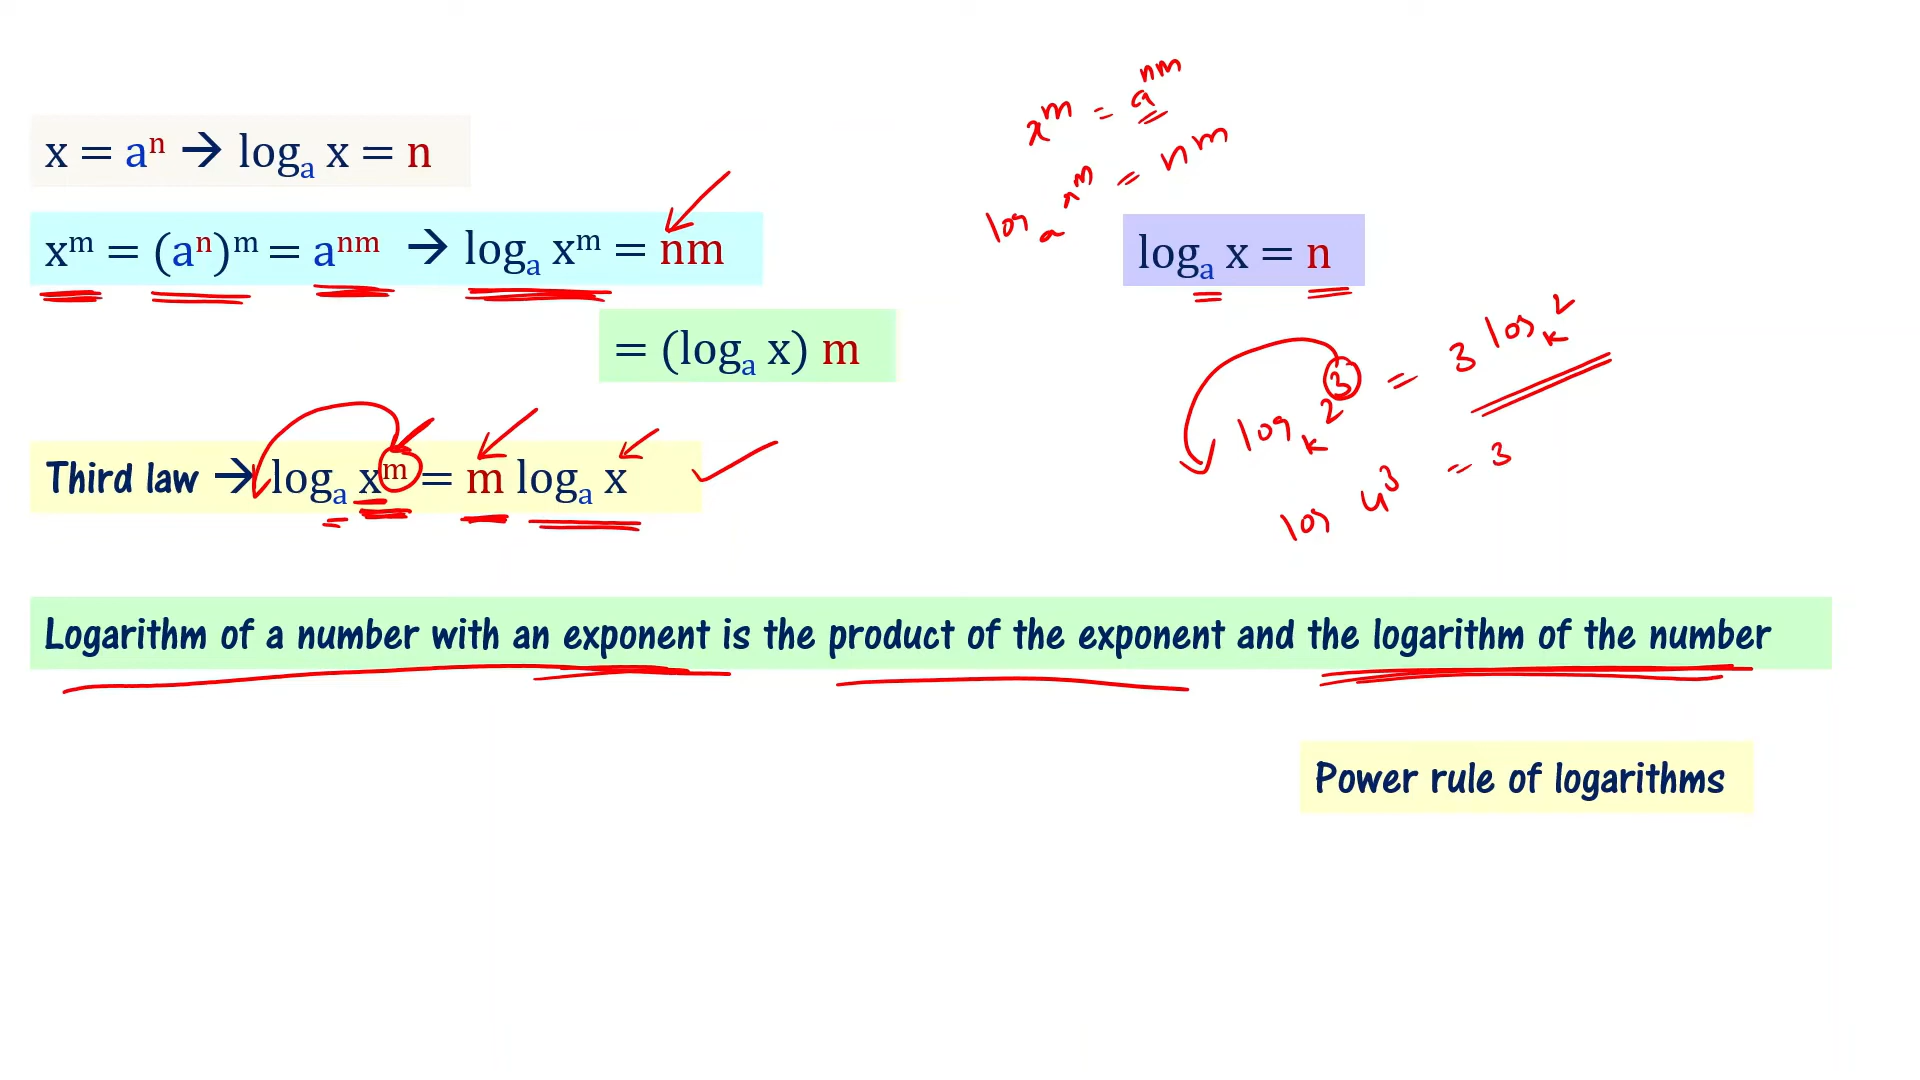 xᵐ = aⁿᵐ
x = aⁿ → logₐ x = n
logₐ xᵐ = nm
xᵐ = (aⁿ)ᵐ = aⁿᵐ → logₐ xᵐ = nm
logₐ x = n
= (logₐ x) m
logₖ 2³ = 3 logₖ 2
Third law → logₐ xᵐ = m logₐ x
log 4³ = 3
Logarithm of a number with an exponent is the product of the exponent and the logarithm of the number
Power rule of logarithms